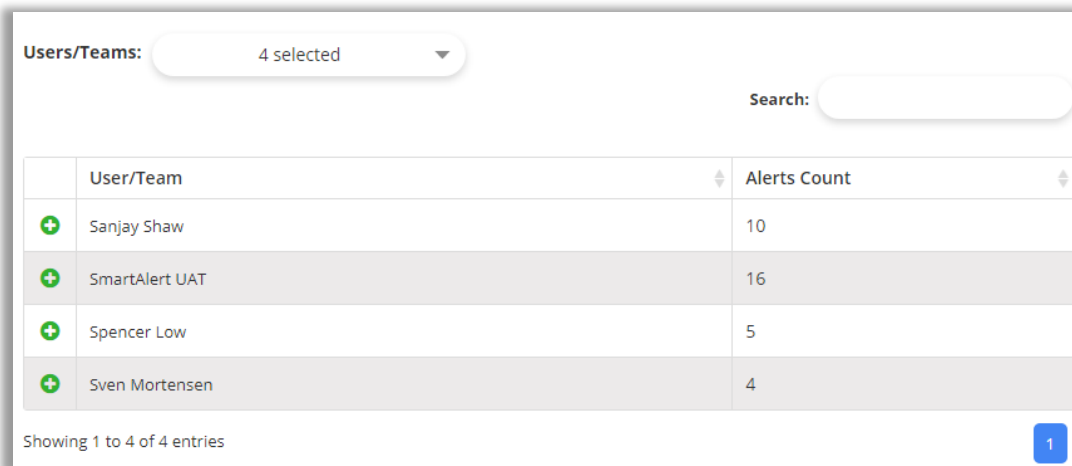 Users/Teams: 4 selected
Search:
User/Team Alerts Count
Sanjay Shaw 10
SmartAlert UAT 16
Spencer Low 5
Sven Mortensen 4
Showing 1 to 4 of 4 entries 1